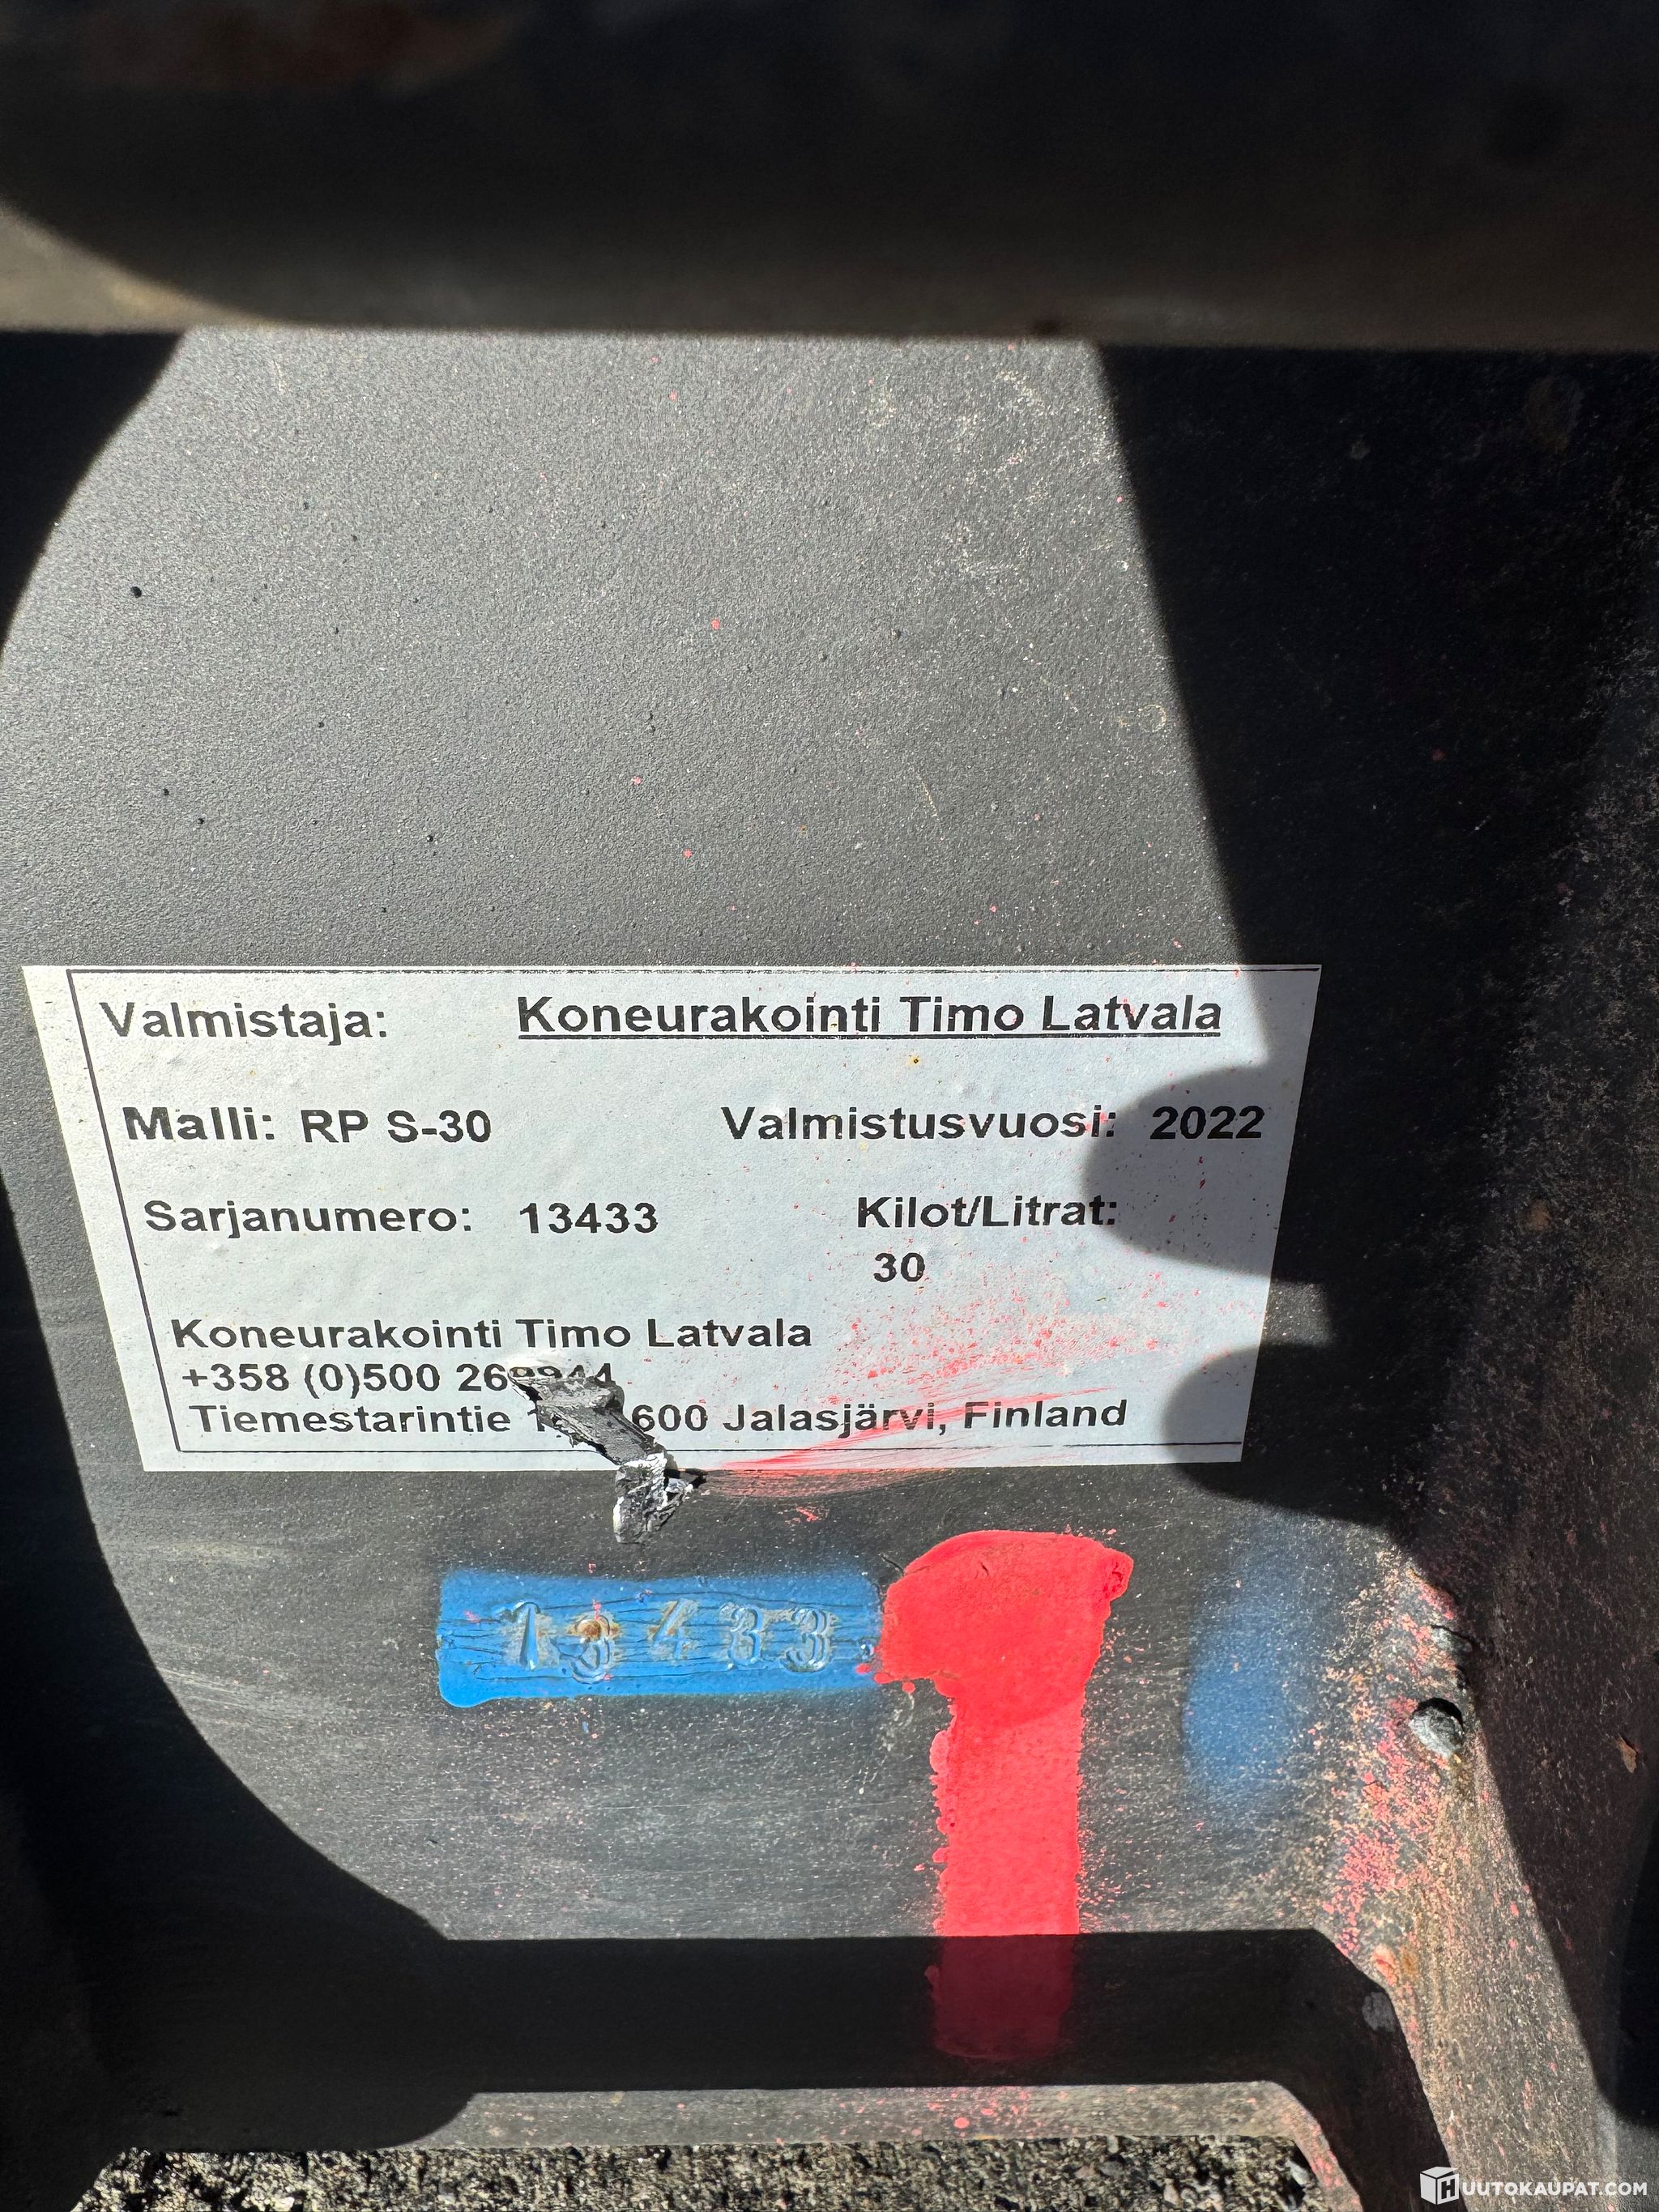 Valmistaja: Koneurakointi Timo Latvala
Malli: RP S-30 Valmistusvuosi: 2022
Sarjanumero: 13433 Kilot/Litrat:
30
Koneurakointi Timo Latvala
+358 (0)500
Tiemestarintie Jalasjärvi, Finland
13433
1
HUUTOKAUPAT.COM